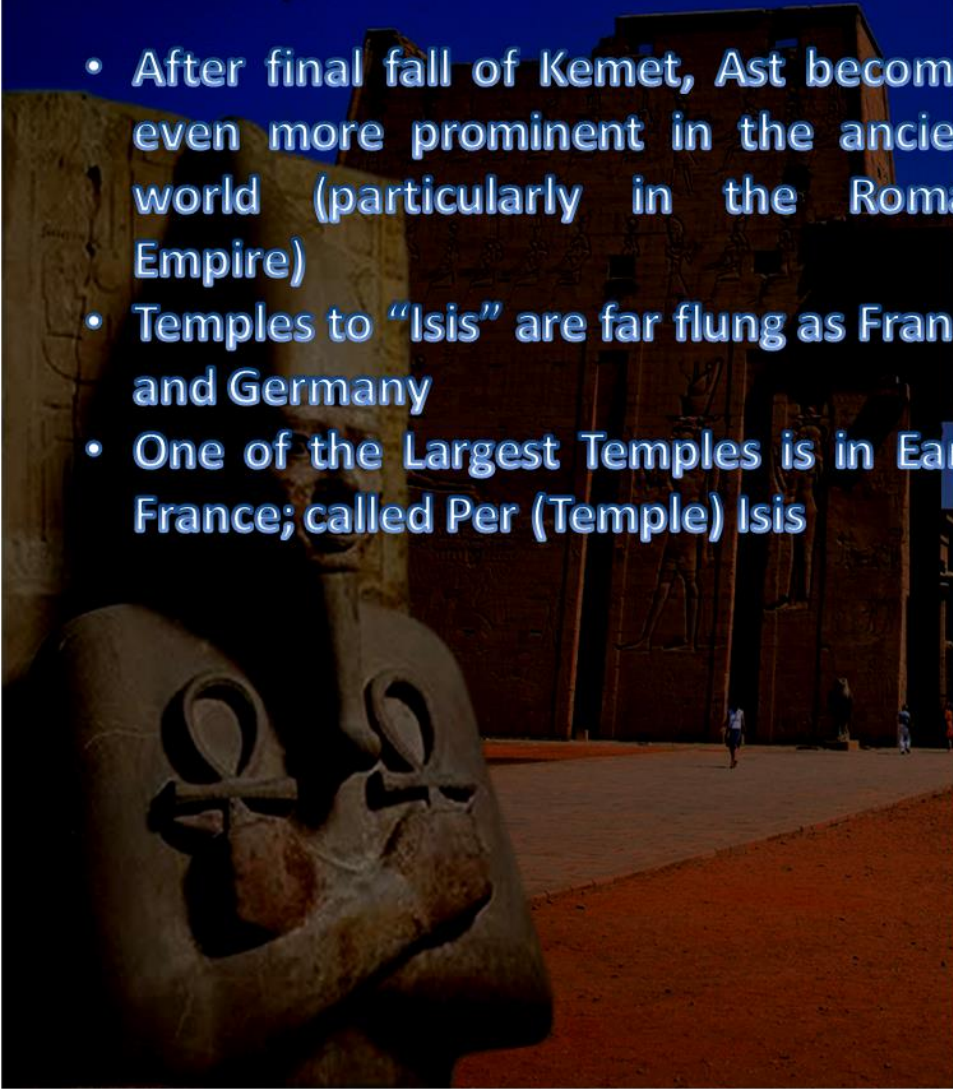 • After final fall of Kemet, Ast becom
even more prominent in the ancie
world (particularly in the Roma
Empire)
• Temples to “Isis” are far flung as Fran
and Germany
• One of the Largest Temples is in Ear
France; called Per (Temple) Isis